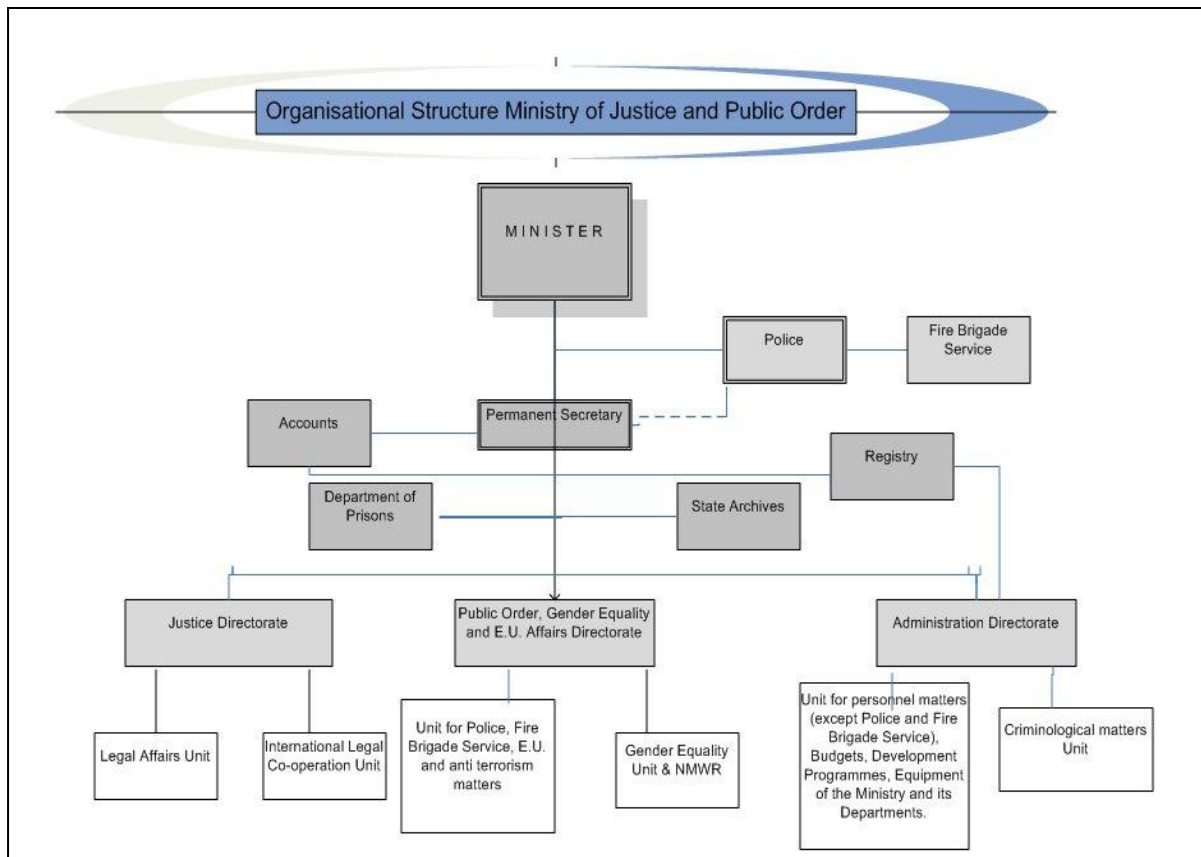 Organisational Structure Ministry of Justice and Public Order
M I N I S T E R
Police
Fire Brigade
Service
Accounts
Permanent Secretary
Registry
Department of
Prisons
State Archives
Justice Directorate
Public Order, Gender Equality
and E.U. Affairs Directorate
Administration Directorate
Legal Affairs Unit
International Legal
Co-operation Unit
Unit for Police, Fire
Brigade Service, E.U.
and anti terrorism
matters
Gender Equality
Unit & NMWR
Unit for personnel matters
(except Police and Fire
Brigade Service),
Budgets, Development
Programmes, Equipment
of the Ministry and its
Departments.
Criminological matters
Unit